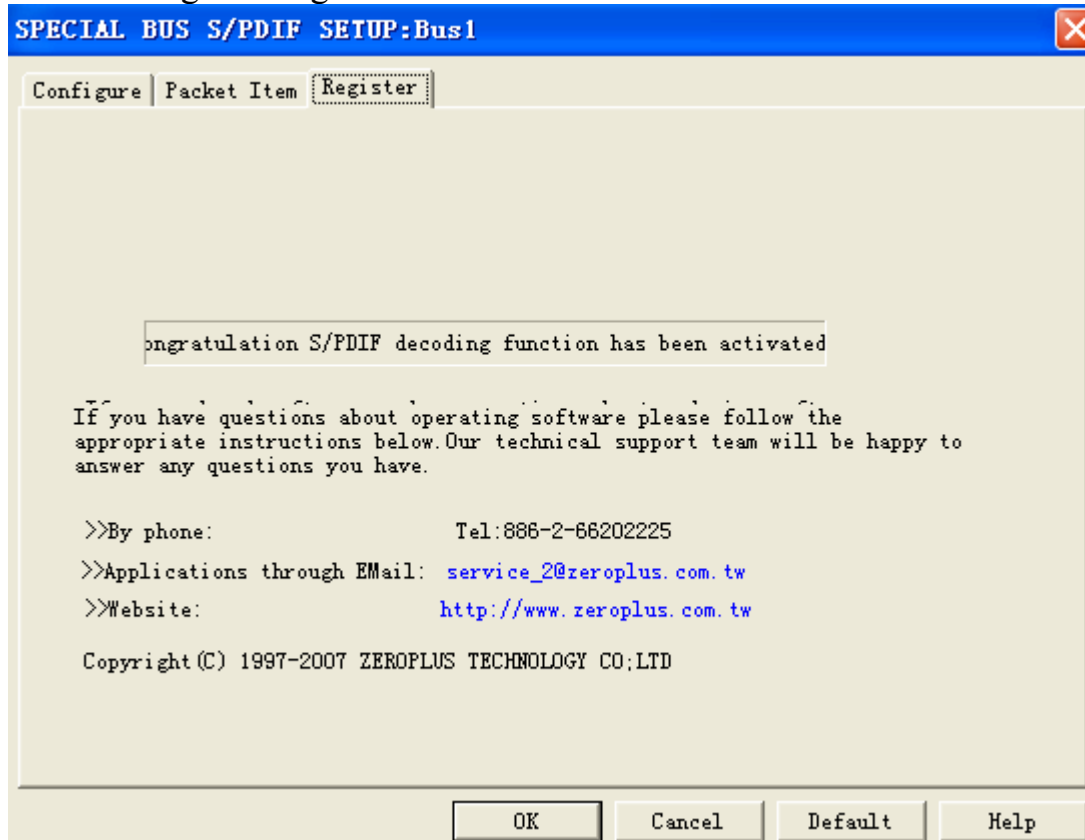 SPECIAL BUS S/PDIF SETUP:Bus1
Configure Packet Item Register
ongratulation S/PDIF decoding function has been activated
If you have questions about operating software please follow the
appropriate instructions below.Our technical support team will be happy to
answer any questions you have.
>>By phone: Tel:886-2-66202225
>>Applications through EMail: service_2@zeroplus.com.tw
>>Website: http://www.zeroplus.com.tw
Copyright(C) 1997-2007 ZEROPLUS TECHNOLOGY CO;LTD
OK Cancel Default Help